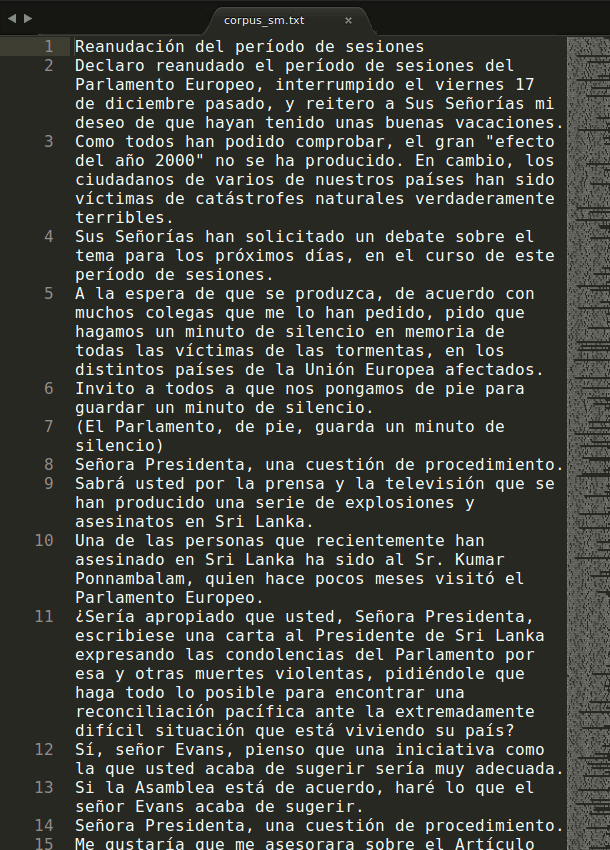 corpus_sm.txt ×
1 Reanudación del período de sesiones
2 Declaro reanudado el período de sesiones del
Parlamento Europeo, interrumpido el viernes 17
de diciembre pasado, y reitero a Sus Señorías mi
deseo de que hayan tenido unas buenas vacaciones.
3 Como todos han podido comprobar, el gran "efecto
del año 2000" no se ha producido. En cambio, los
ciudadanos de varios de nuestros países han sido
víctimas de catástrofes naturales verdaderamente
terribles.
4 Sus Señorías han solicitado un debate sobre el
tema para los próximos días, en el curso de este
período de sesiones.
5 A la espera de que se produzca, de acuerdo con
muchos colegas que me lo han pedido, pido que
hagamos un minuto de silencio en memoria de
todas las víctimas de las tormentas, en los
distintos países de la Unión Europea afectados.
6 Invito a todos a que nos pongamos de pie para
guardar un minuto de silencio.
7 (El Parlamento, de pie, guarda un minuto de
silencio)
8 Señora Presidenta, una cuestión de procedimiento.
9 Sabrá usted por la prensa y la televisión que se
han producido una serie de explosiones y
asesinatos en Sri Lanka.
10 Una de las personas que recientemente han
asesinado en Sri Lanka ha sido al Sr. Kumar
Ponnambalam, quien hace pocos meses visitó el
Parlamento Europeo.
11 ¿Sería apropiado que usted, Señora Presidenta,
escribiese una carta al Presidente de Sri Lanka
expresando las condolencias del Parlamento por
esa y otras muertes violentas, pidiéndole que
haga todo lo posible para encontrar una
reconciliación pacífica ante la extremadamente
difícil situación que está viviendo su país?
12 Sí, señor Evans, pienso que una iniciativa como
la que usted acaba de sugerir sería muy adecuada.
13 Si la Asamblea está de acuerdo, haré lo que el
señor Evans acaba de sugerir.
14 Señora Presidenta, una cuestión de procedimiento.
15 Me gustaría que me asesorara sobre el Artículo